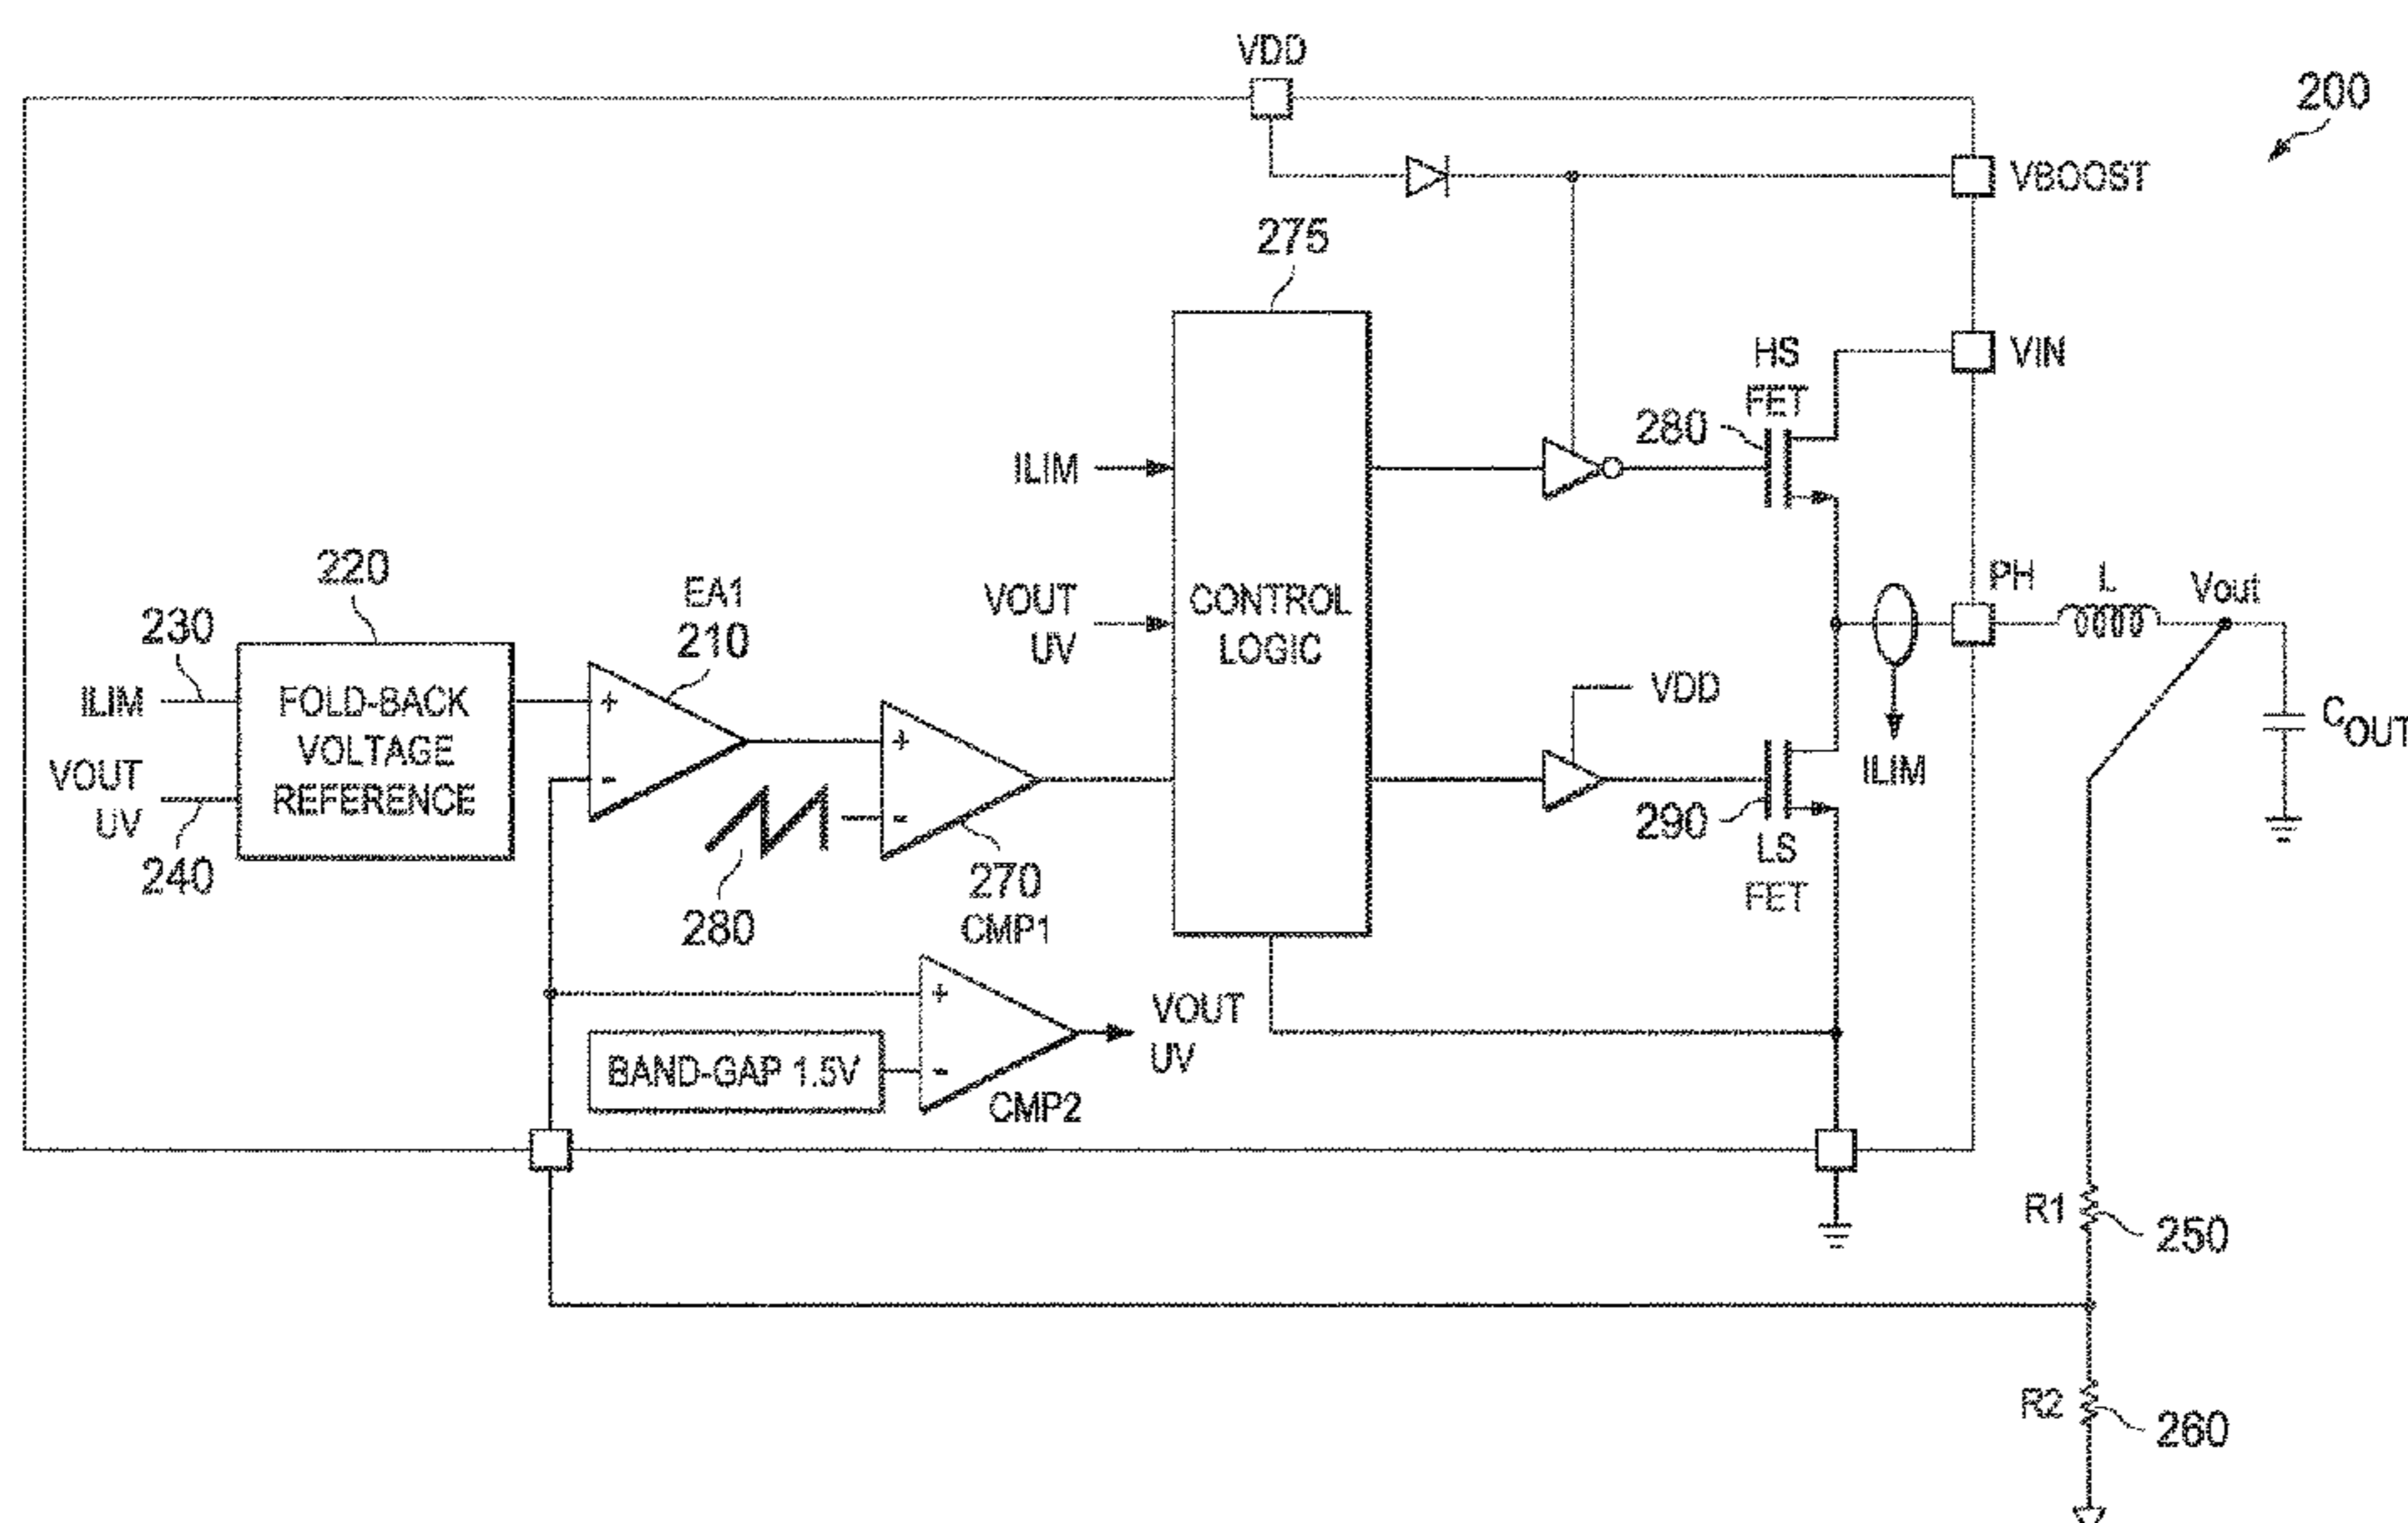 VDD
200
VBOOST
275
HS
FET
VIN
280
ILIM
220
EA1
210
230
VOUT
UV
CONTROL
LOGIC
PH
L
Vout
ILIM
FOLD-BACK
VOLTAGE
REFERENCE
+
-
+
-
VDD
COUT
ILIM
VOUT
UV
240
280
270
CMP1
290
LS
FET
+
-
VOUT
UV
BAND-GAP 1.5V
CMP2
R1
250
R2
260